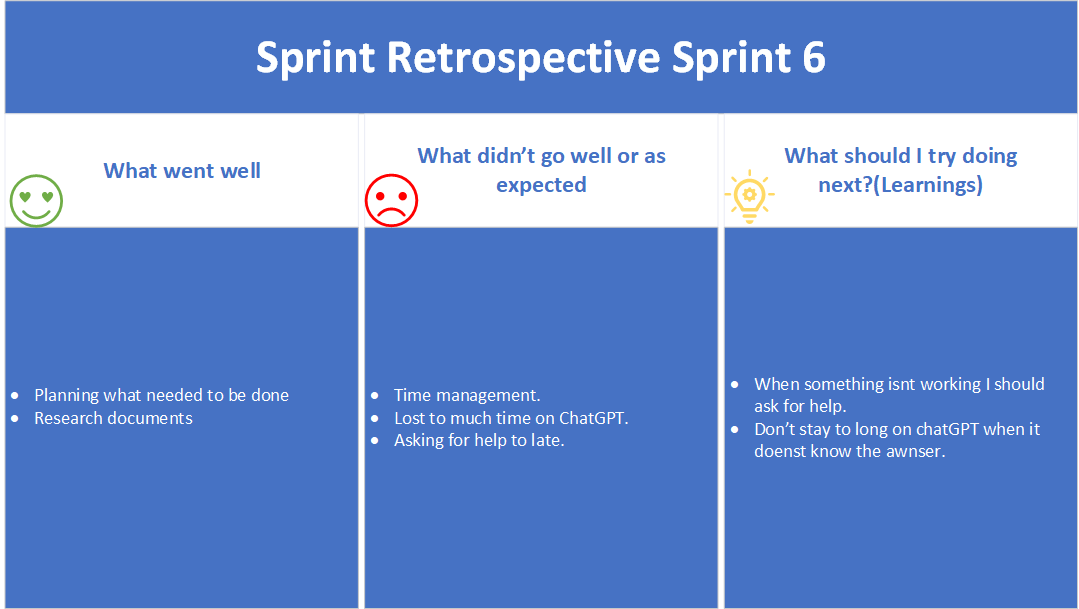 Sprint Retrospective Sprint 6
What went well
What didn’t go well or as
expected
What should I try doing
next?(Learnings)
• Planning what needed to be done
• Research documents
• Time management.
• Lost to much time on ChatGPT.
• Asking for help to late.
• When something isnt working I should
ask for help.
• Don’t stay to long on chatGPT when it
doenst know the awnser.